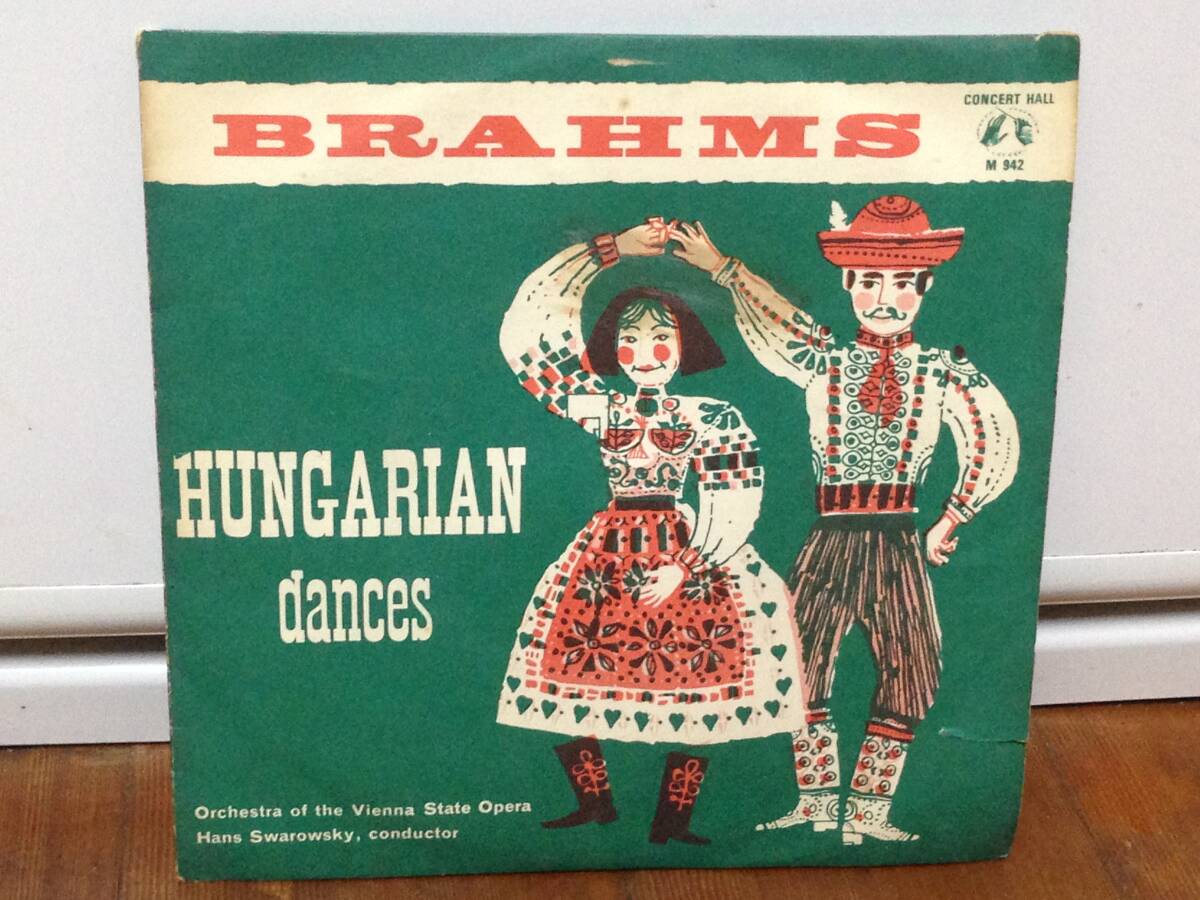 BRAHMS
CONCERT HALL
M 942
HUNGARIAN
dances
Orchestra of the Vienna State Opera
Hans Swarowsky, conductor